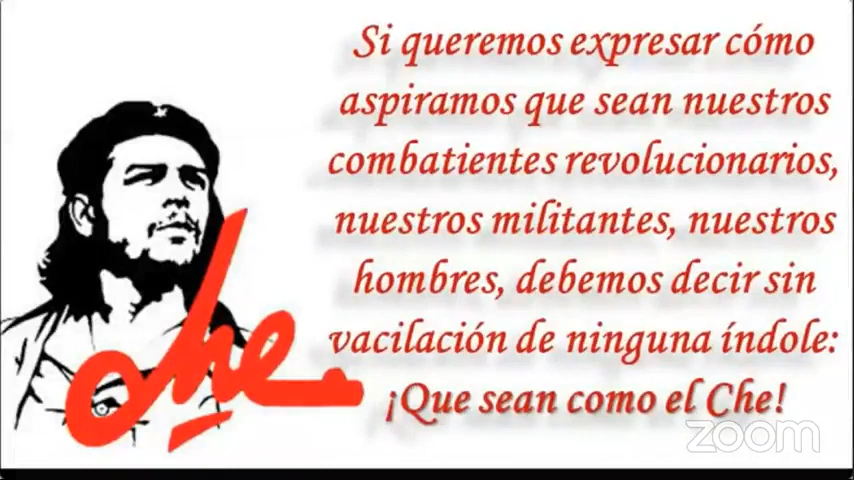 Si queremos expresar cómo
aspiramos que sean nuestros
combatientes revolucionarios,
nuestros militantes, nuestros
hombres, debemos decir sin
vacilación de ninguna índole:
¡Que sean como el Che!
che
zoom